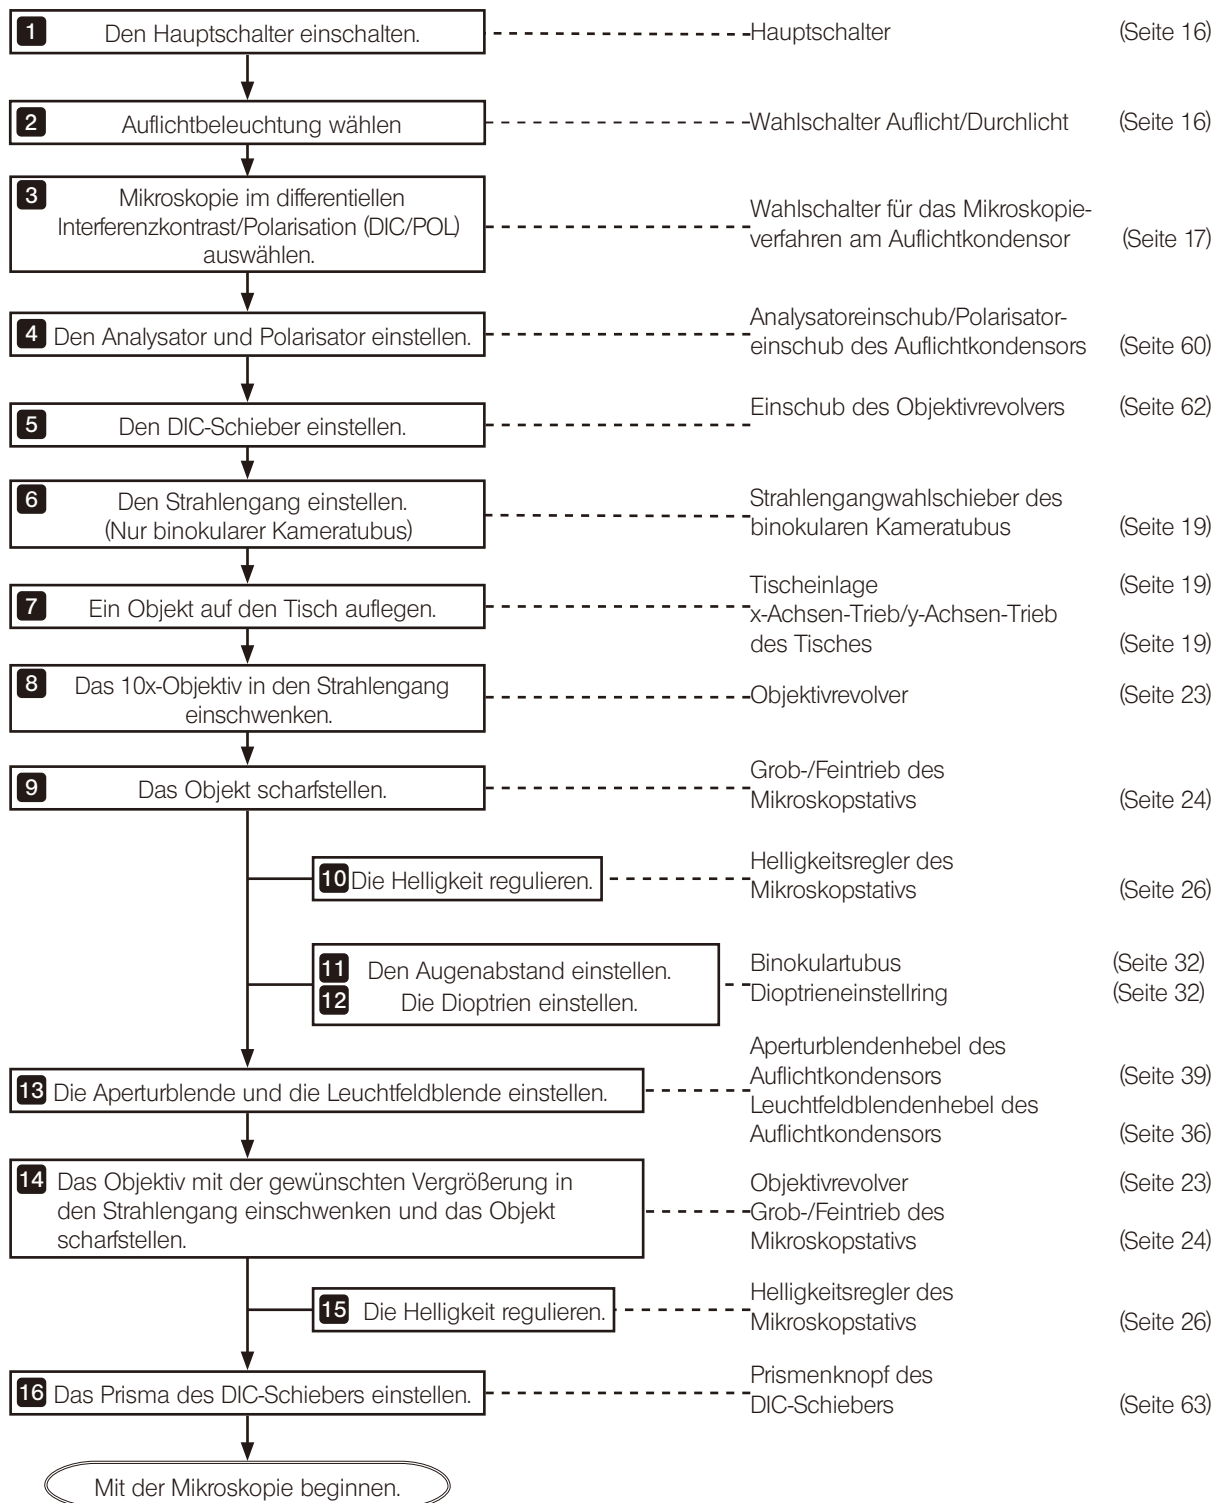 1 Den Hauptschalter einschalten. Hauptschalter (Seite 16)
2 Auflichtbeleuchtung wählen Wahlschalter Auflicht/Durchlicht (Seite 16)
3 Mikroskopie im differentiellen
Interferenzkontrast/Polarisation (DIC/POL)
auswählen.
Wahlschalter für das Mikroskopie-
verfahren am Auflichtkondensor (Seite 17)
4 Den Analysator und Polarisator einstellen.
Analysatoreinschub/Polarisator-
einschub des Auflichtkondensors (Seite 60)
5 Den DIC-Schieber einstellen.
Einschub des Objektivrevolvers (Seite 62)
6 Den Strahlengang einstellen.
(Nur binokularer Kameratubus)
Strahlengangwahlschieber des
binokularen Kameratubus (Seite 19)
7 Ein Objekt auf den Tisch auflegen.
Tischeinlage (Seite 19)
x-Achsen-Trieb/y-Achsen-Trieb
des Tisches (Seite 19)
8 Das 10x-Objektiv in den Strahlengang
einschwenken.
Objektivrevolver (Seite 23)
9 Das Objekt scharfstellen.
Grob-/Feintrieb des
Mikroskopstativs (Seite 24)
10 Die Helligkeit regulieren.
Helligkeitsregler des
Mikroskopstativs (Seite 26)
11 Den Augenabstand einstellen.
12 Die Dioptrien einstellen.
Binokulartubus (Seite 32)
Dioptrieneinstellring (Seite 32)
13 Die Aperturblende und die Leuchtfeldblende einstellen.
Aperturblendenhebel des
Auflichtkondensors (Seite 39)
Leuchtfeldblendenhebel des
Auflichtkondensors (Seite 36)
14 Das Objektiv mit der gewünschten Vergrößerung in
den Strahlengang einschwenken und das Objekt
scharfstellen.
Objektivrevolver (Seite 23)
Grob-/Feintrieb des
Mikroskopstativs (Seite 24)
15 Die Helligkeit regulieren.
Helligkeitsregler des
Mikroskopstativs (Seite 26)
16 Das Prisma des DIC-Schiebers einstellen.
Prismenknopf des
DIC-Schiebers (Seite 63)
Mit der Mikroskopie beginnen.